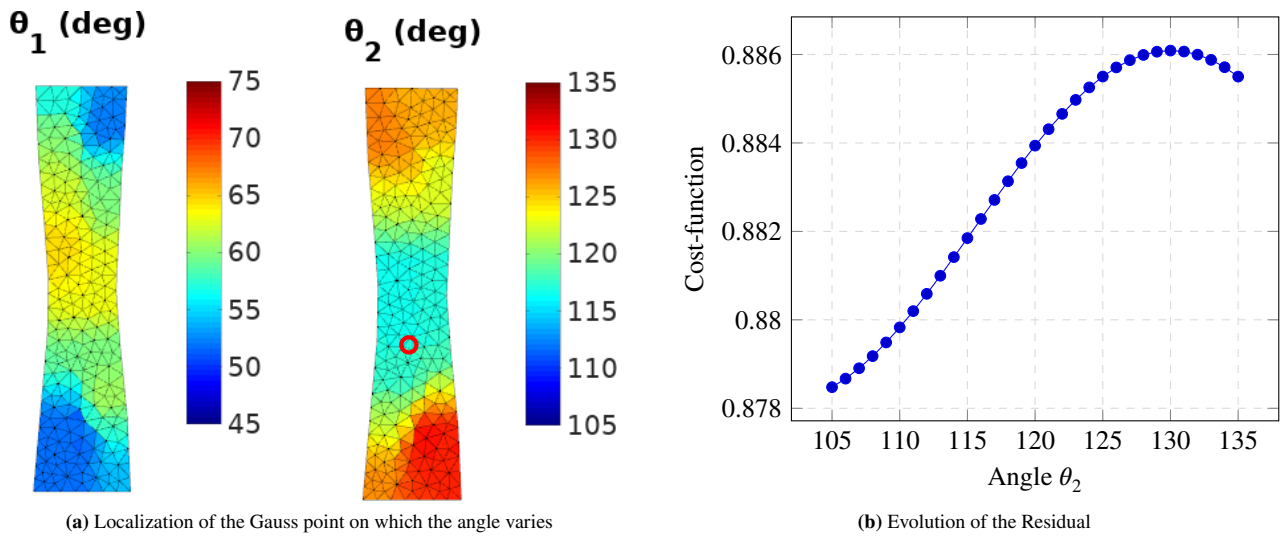 θ1 (deg)
75
70
65
60
55
50
45
θ2 (deg)
135
130
125
120
115
110
105
(a) Localization of the Gauss point on which the angle varies
Cost-function
0.886
0.884
0.882
0.88
0.878
105 110 115 120 125 130 135
Angle θ2
(b) Evolution of the Residual